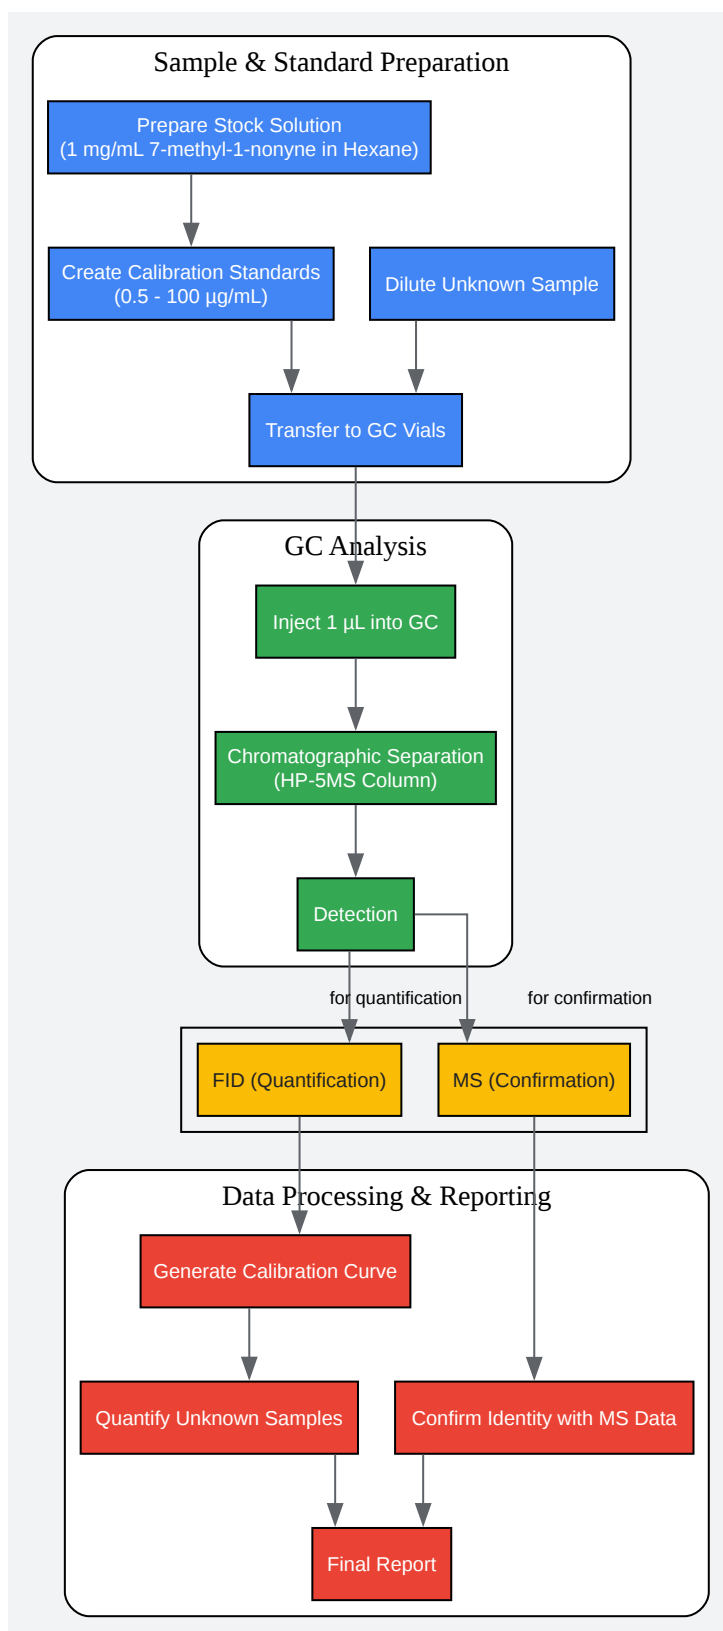 Sample & Standard Preparation
Prepare Stock Solution
(1 mg/mL 7-methyl-1-nonyne in Hexane)
Create Calibration Standards
(0.5 - 100 µg/mL)
Dilute Unknown Sample
Transfer to GC Vials
GC Analysis
Inject 1 µL into GC
Chromatographic Separation
(HP-5MS Column)
Detection
for quantification
for confirmation
FID (Quantification)
MS (Confirmation)
Data Processing & Reporting
Generate Calibration Curve
Quantify Unknown Samples
Confirm Identity with MS Data
Final Report